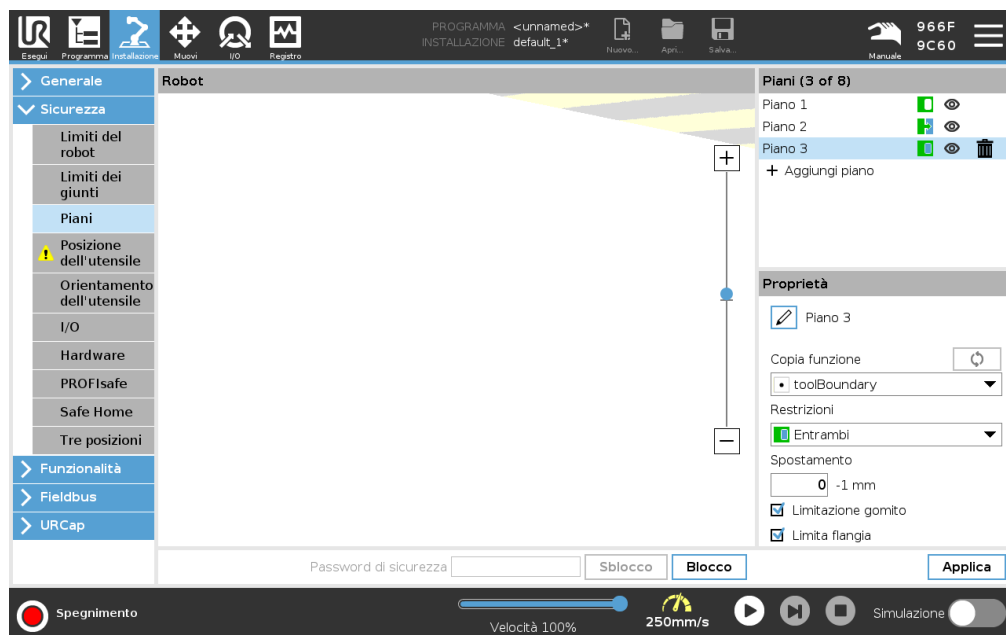 PROGRAMMA <unnamed>*
INSTALLAZIONE default_1*
UR
Esegui
Programma
Installazione
Muovi
I/O
Registro
Nuovo...
Apri...
Salva...
Manuale
966F
9C60
Generale
Sicurezza
Limiti del
robot
Limiti dei
giunti
Piani
Posizione
dell'utensile
Orientamento
dell'utensile
I/O
Hardware
PROFIsafe
Safe Home
Tre posizioni
Funzionalità
Fieldbus
URCap
Robot
Piani (3 of 8)
Piano 1
Piano 2
Piano 3
+ Aggiungi piano
Proprietà
Piano 3
Copia funzione
toolBoundary
Restrizioni
Entrambi
Spostamento
0 -1 mm
Limitazione gomito
Limita flangia
Password di sicurezza
Sblocco
Blocco
Applica
Spegnimento
Velocità 100%
250mm/s
Simulazione